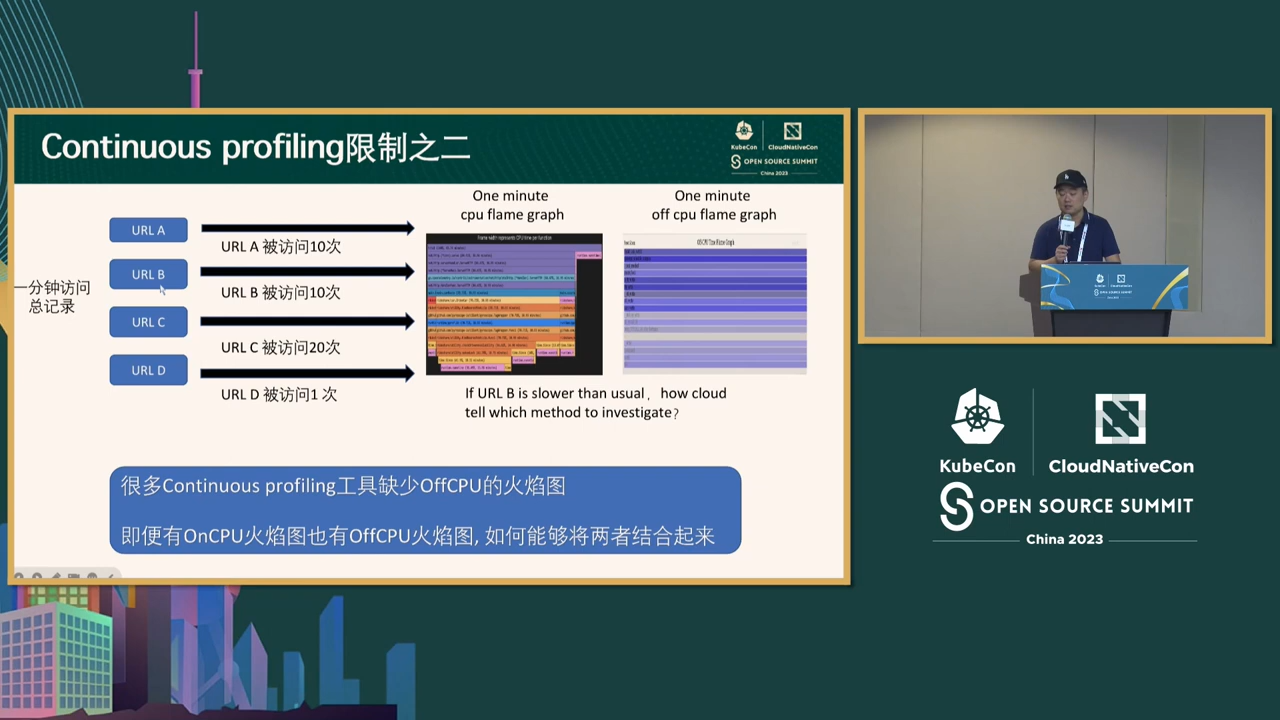 Continuous profiling限制之二
KubeCon
CloudNativeCon
OPEN SOURCE SUMMIT
China 2023
One minute
cpu flame graph
One minute
off cpu flame graph
一分钟访问
总记录
URL A
URL A 被访问10次
URL B
URL B 被访问10次
URL C
URL C 被访问20次
URL D
URL D 被访问1 次
If URL B is slower than usual，how cloud
tell which method to investigate？
很多Continuous profiling工具缺少OffCPU的火焰图
即便有OnCPU火焰图也有OffCPU火焰图, 如何能够将两者结合起来
KubeCon
CloudNativeCon
OPEN SOURCE SUMMIT
China 2023